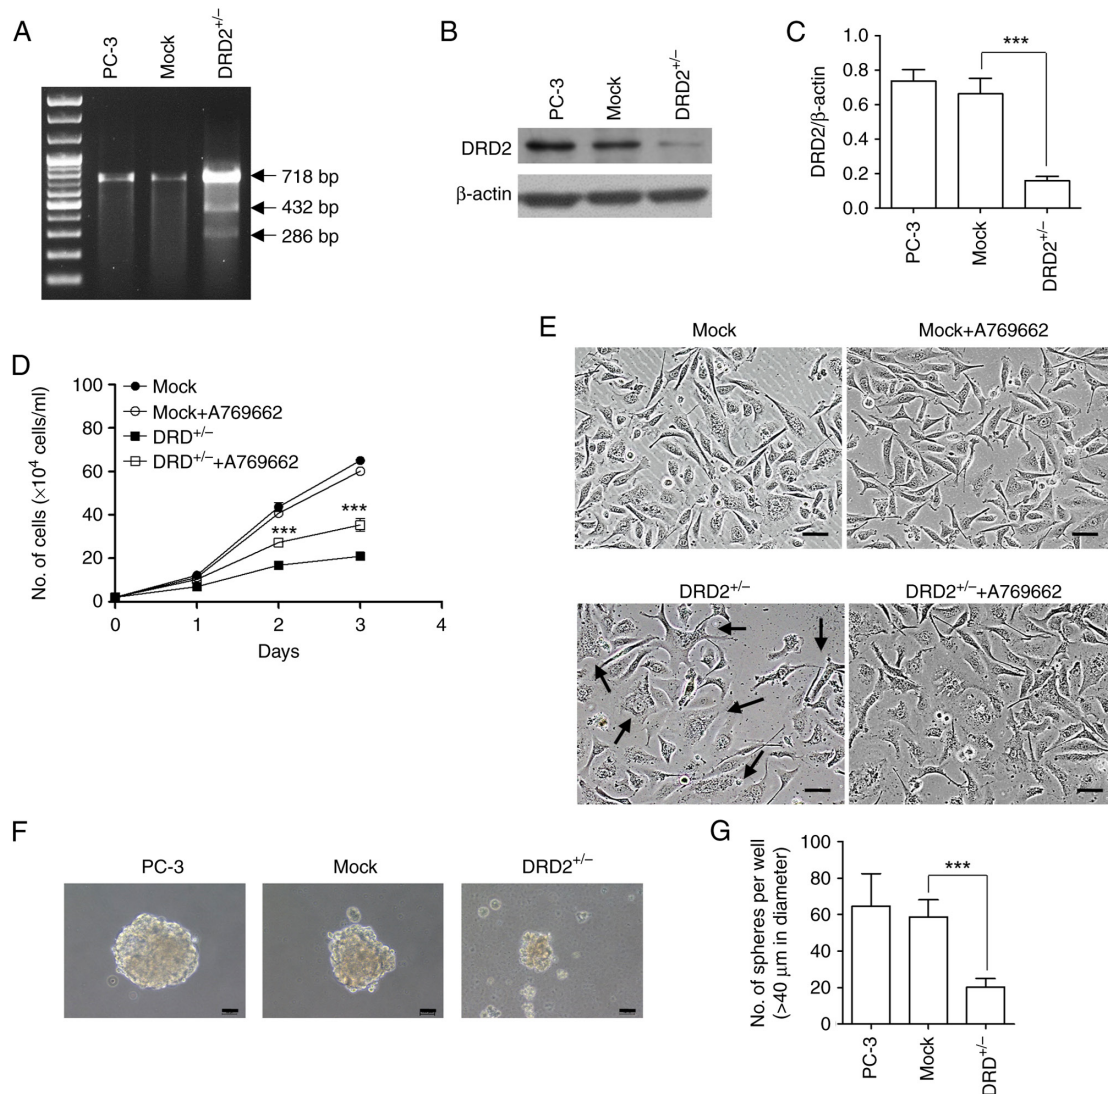 A
PC-3
Mock
DRD2+/−
718 bp
432 bp
286 bp
B
PC-3
Mock
DRD2+/−
DRD2
β-actin
C
DRD2/β-actin
***
1.0
0.8
0.6
0.4
0.2
0.0
PC-3
Mock
DRD2+/−
D
No. of cells (×10⁴ cells/ml)
100
80
60
40
20
0
Mock
Mock+A769662
DRD+/−
DRD+/−+A769662
***
***
0
1
2
3
4
Days
E
Mock
Mock+A769662
DRD2+/−
DRD2+/−+A769662
F
PC-3
Mock
DRD2+/−
G
No. of spheres per well
(>40 μm in diameter)
***
100
80
60
40
20
0
PC-3
Mock
DRD+/−